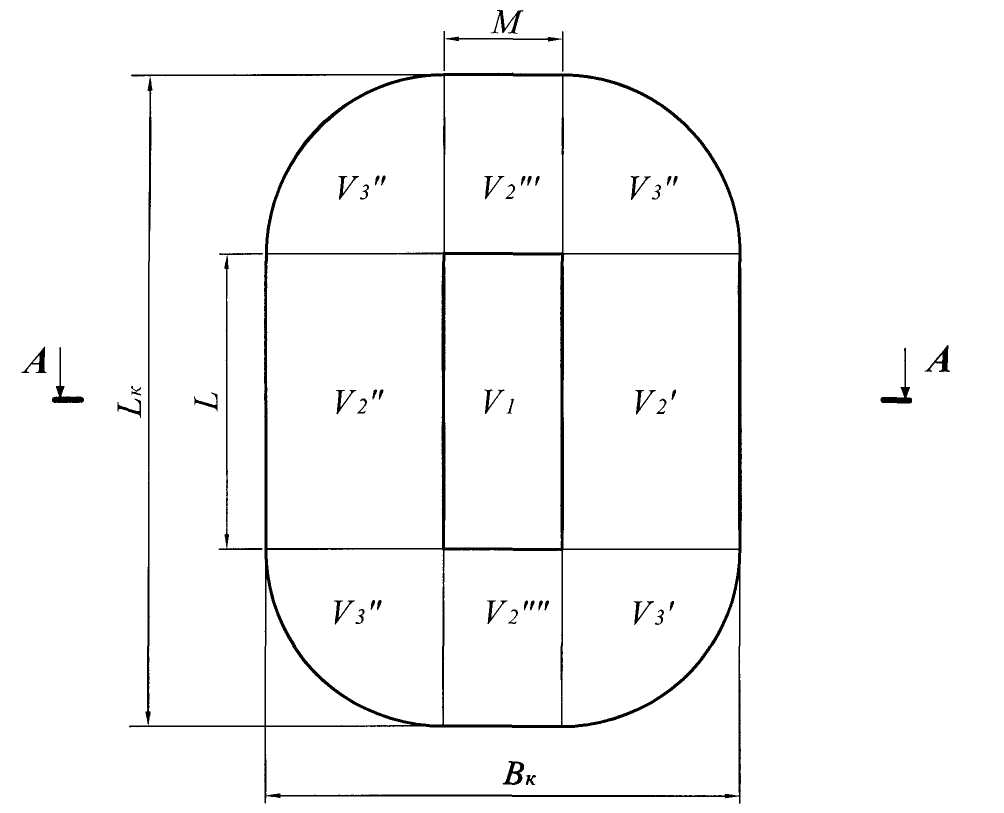 M
V3" V2"' V3"
A A
Lк L V2" V1 V2'
V3" V2"" V3'
Bк